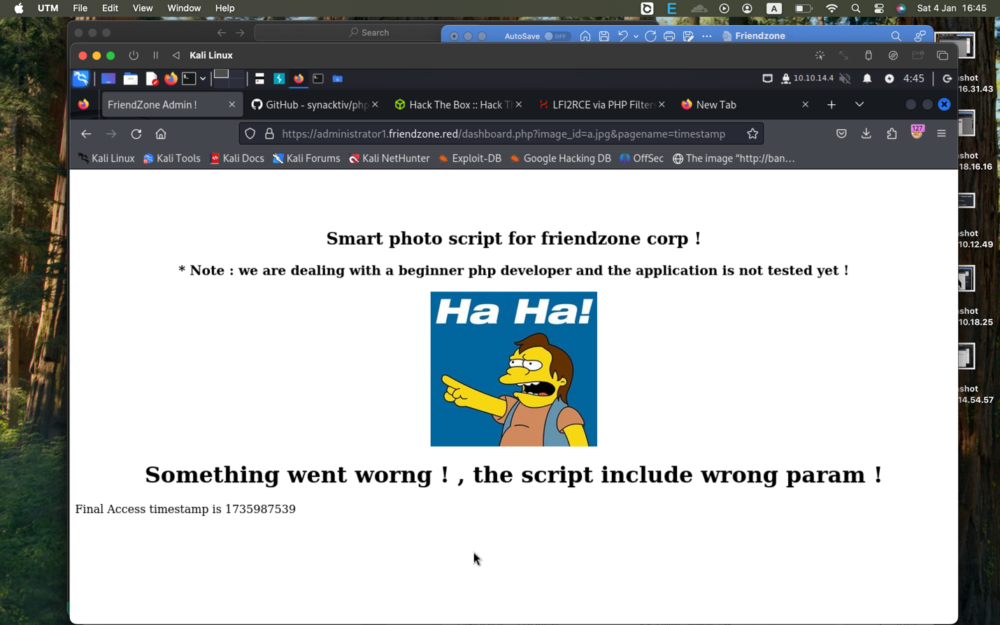 UTM File Edit View Window Help
A Sat 4 Jan 16:45
Search
AutoSave OFF
Friendzone
Kali Linux
10.10.14.4
4:45
FriendZone Admin !
GitHub - synacktiv/php
Hack The Box :: Hack T
LFI2RCE via PHP Filters
New Tab
127.
https://administrator1.friendzone.red/dashboard.php?image_id=a.jpg&pagename=timestamp
Kali Linux Kali Tools Kali Docs Kali Forums Kali NetHunter Exploit-DB Google Hacking DB OffSec The image “http://ban...
Smart photo script for friendzone corp !
* Note : we are dealing with a beginner php developer and the application is not tested yet !
Ha Ha!
Something went worng ! , the script include wrong param !
Final Access timestamp is 1735987539
shot
16.31.43
shot
18.16.16
shot
10.12.49
shot
10.18.25
shot
14.54.57